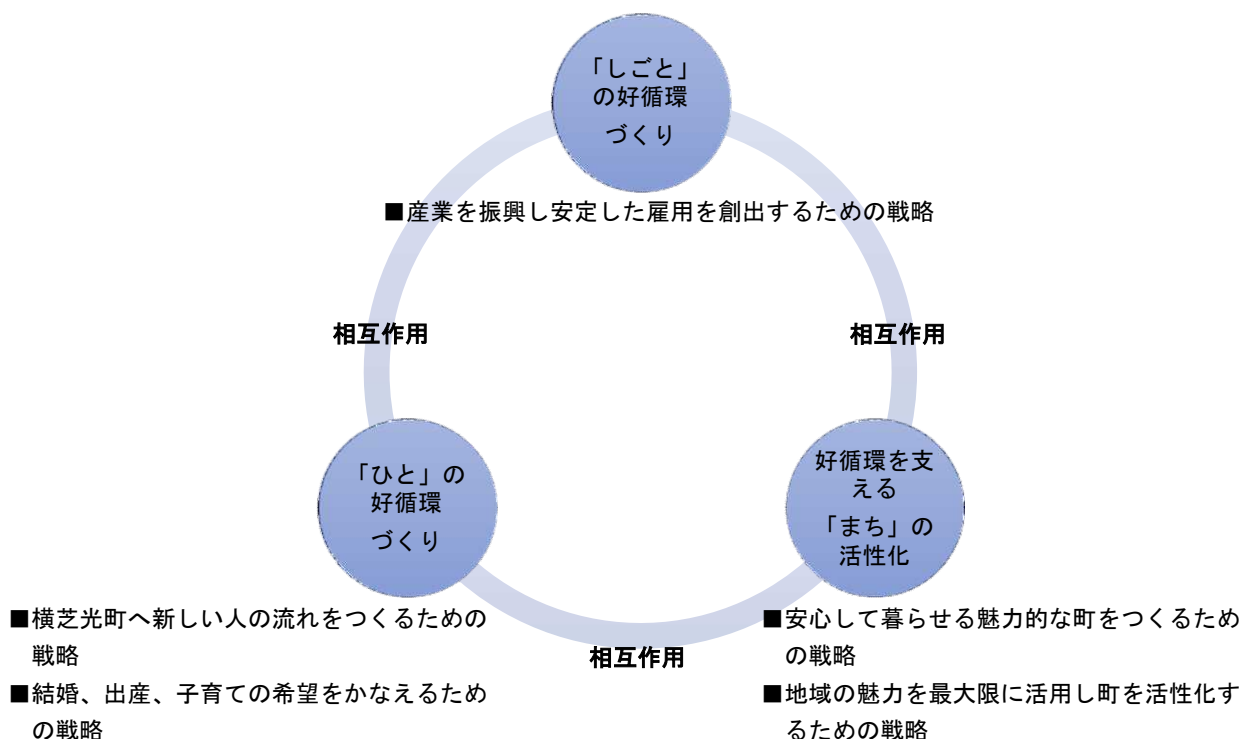 「しごと」
の好循環
づくり
■産業を振興し安定した雇用を創出するための戦略
相互作用
相互作用
「ひと」の
好循環
づくり
好循環を支
える
「まち」の
活性化
■横芝光町へ新しい人の流れをつくるための
戦略
■結婚、出産、子育ての希望をかなえるため
の戦略
相互作用
■安心して暮らせる魅力的な町をつくるため
の戦略
■地域の魅力を最大限に活用し町を活性化す
るための戦略